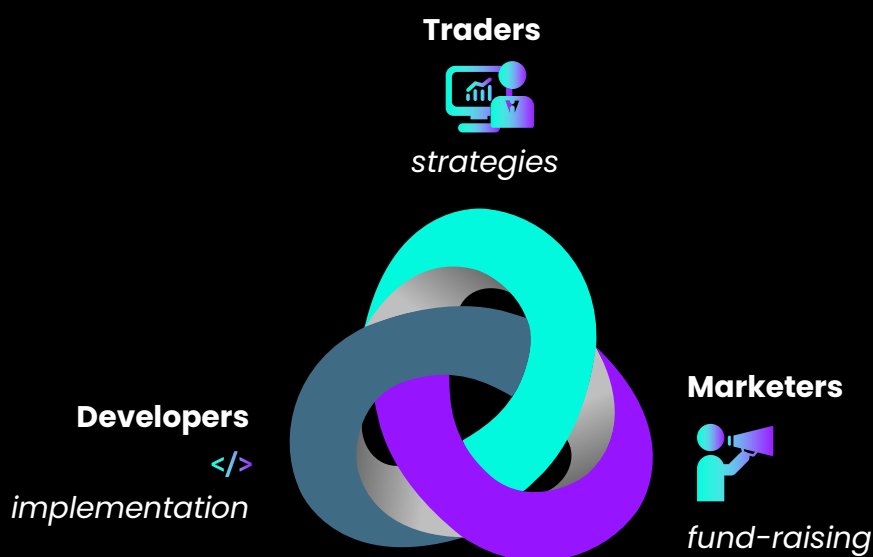 Traders
strategies
Marketers
Developers
</>
implementation
fund-raising